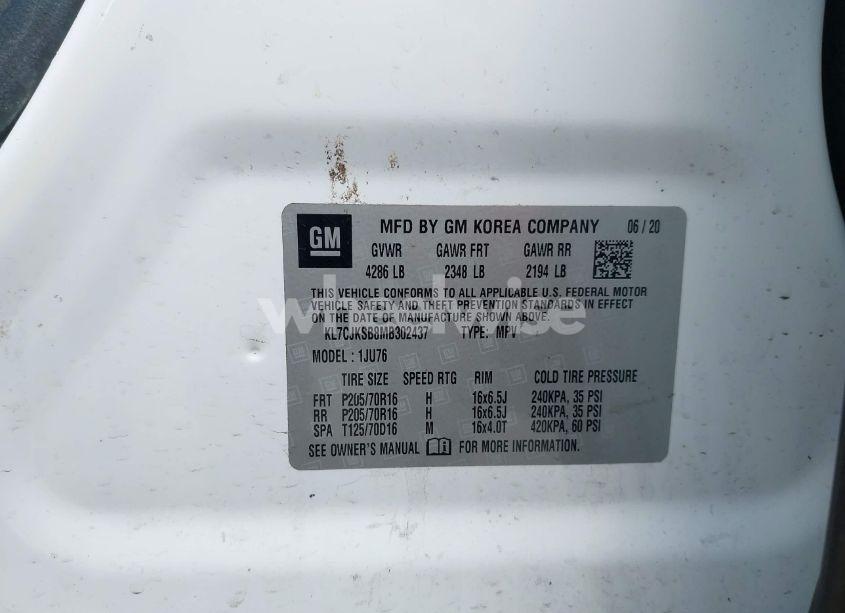 GM
MFD BY GM KOREA COMPANY 06 / 20
GVWR GAWR FRT GAWR RR
4286 LB 2348 LB 2194 LB
THIS VEHICLE CONFORMS TO ALL APPLICABLE U.S. FEDERAL MOTOR
VEHICLE SAFETY AND THEFT PREVENTION STANDARDS IN EFFECT
ON THE DATE OF MANUFACTURE SHOWN ABOVE.
KL7CJKSB8MB302437 TYPE: MPV
MODEL : 1JU76
TIRE SIZE SPEED RTG RIM COLD TIRE PRESSURE
FRT P205/70R16 H 16x6.5J 240KPA, 35 PSI
RR P205/70R16 H 16x6.5J 240KPA, 35 PSI
SPA T125/70D16 M 16x4.0T 420KPA, 60 PSI
SEE OWNER'S MANUAL FOR MORE INFORMATION.